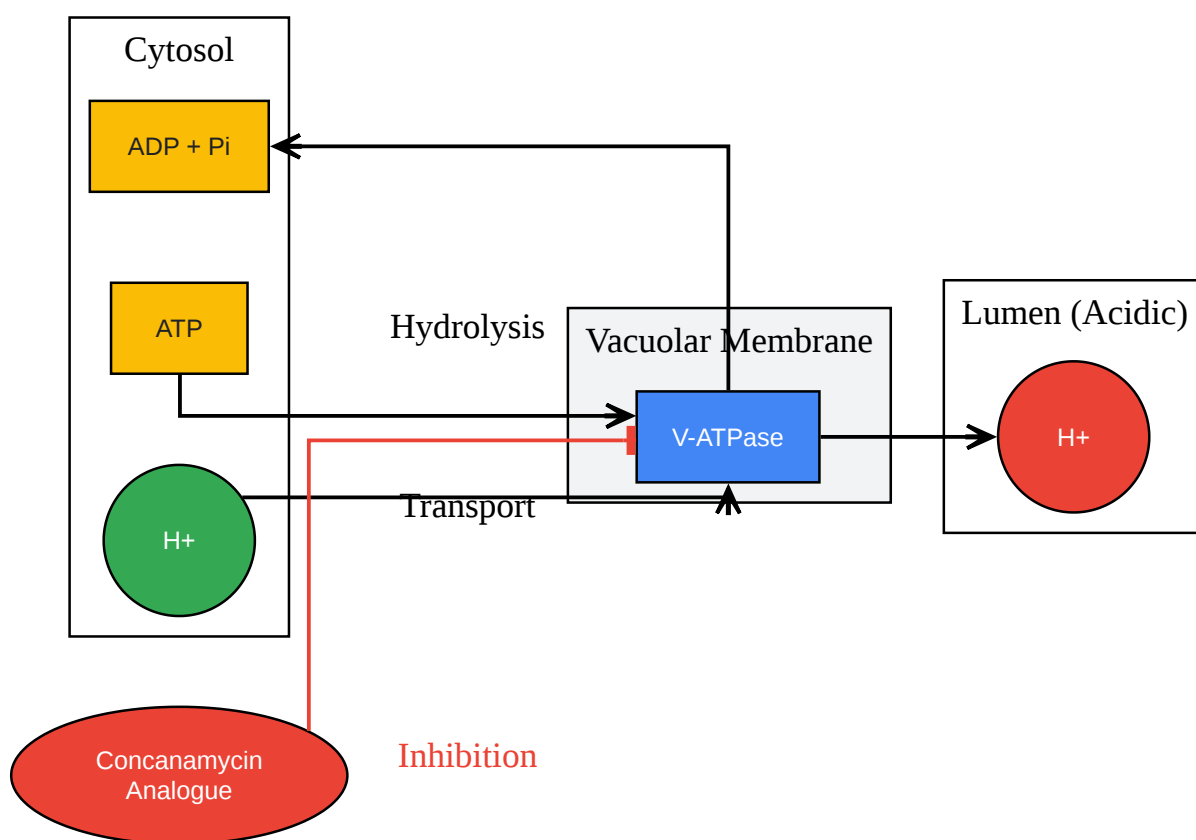 Cytosol
ADP + Pi
ATP
Hydrolysis
Vacuolar Membrane
Lumen (Acidic)
V-ATPase
H+
Transport
H+
Concanamycin
Analogue
Inhibition